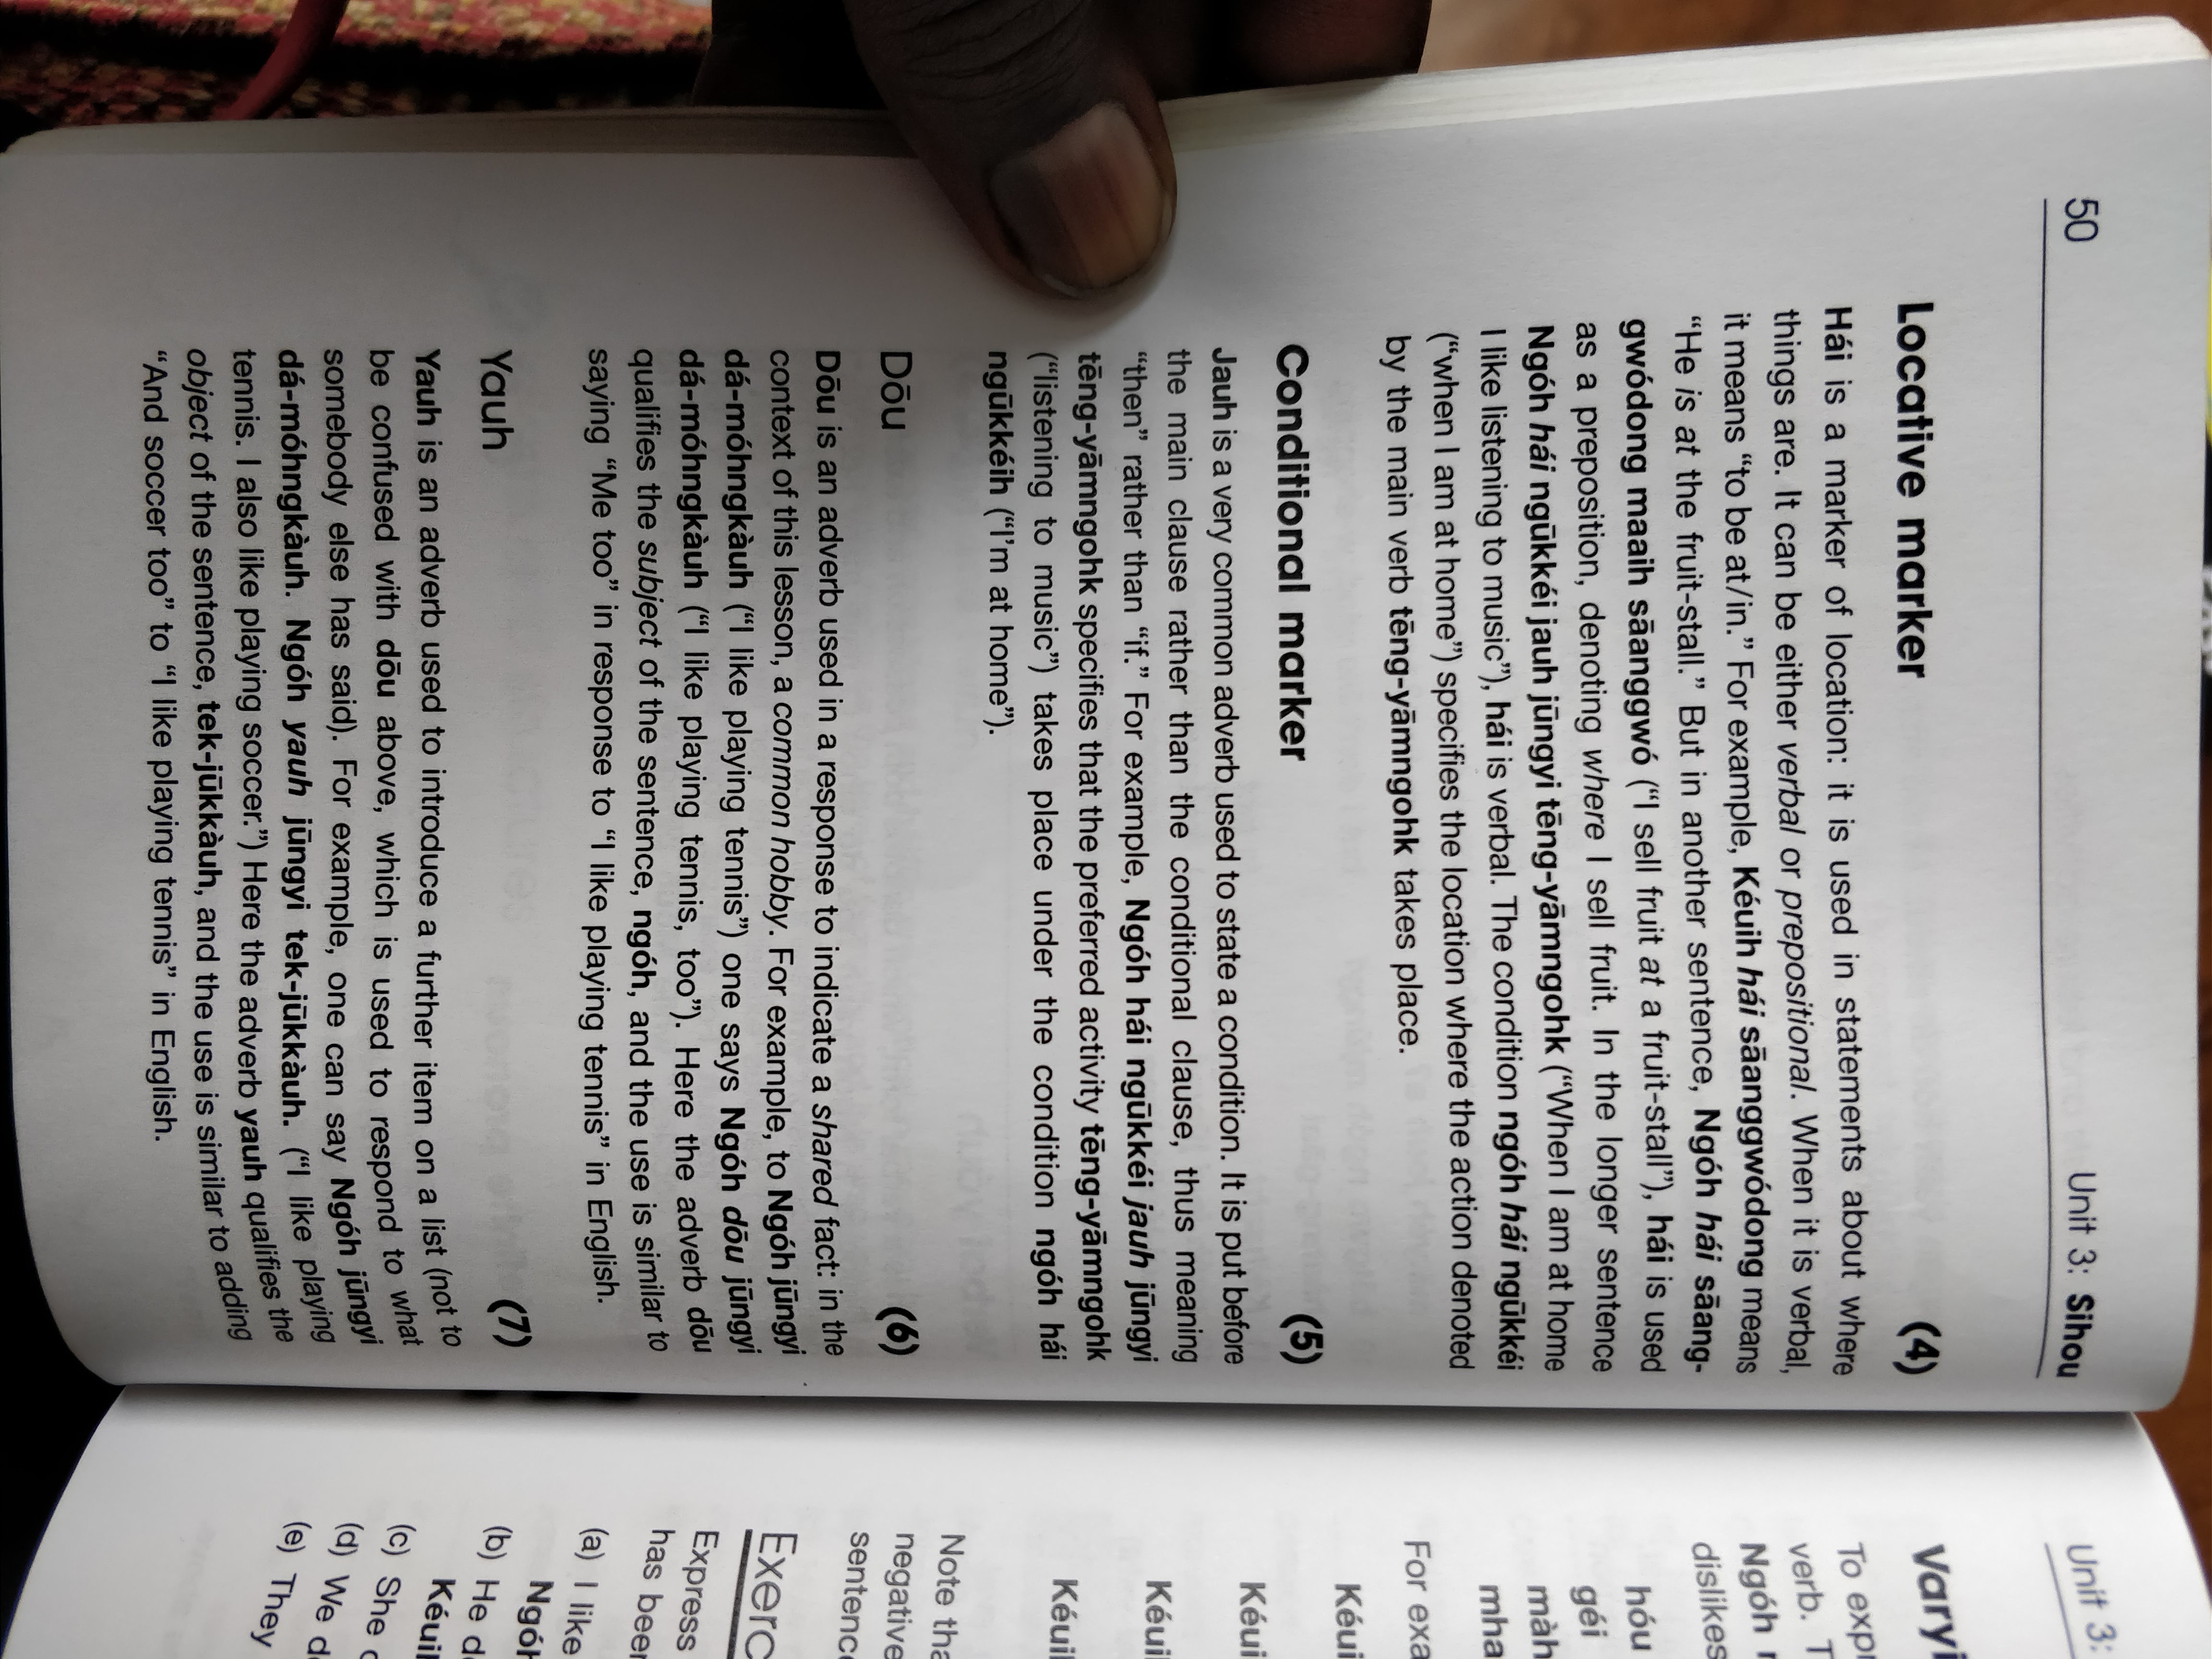 50
Unit 3: Sihou
Locative marker (4)
Hái is a marker of location: it is used in statements about where
things are. It can be either verbal or prepositional. When it is verbal,
it means “to be at/in.” For example, Kéuih hái sāanggwódong means
“He is at the fruit-stall.” But in another sentence, Ngóh hái sāang-
gwódong maaih sāanggwó (“I sell fruit at a fruit-stall”), hái is used
as a preposition, denoting where I sell fruit. In the longer sentence
Ngóh hái ngūkkéi jauh jūngyi tēng-yāmngohk (“When I am at home
I like listening to music”), hái is verbal. The condition ngóh hái ngūkkéi
(“when I am at home”) specifies the location where the action denoted
by the main verb tēng-yāmngohk takes place.
Conditional marker (5)
Jauh is a very common adverb used to state a condition. It is put before
the main clause rather than the conditional clause, thus meaning
“then” rather than “if.” For example, Ngóh hái ngūkkéi jauh jūngyi
tēng-yāmngohk specifies that the preferred activity tēng-yāmngohk
(“listening to music”) takes place under the condition ngóh hái
ngūkkéih (“I’m at home”).
Dōu (6)
Dōu is an adverb used in a response to indicate a shared fact: in the
context of this lesson, a common hobby. For example, to Ngóh jūngyi
dá-móhngkàuh (“I like playing tennis”) one says Ngóh dōu jūngyi
dá-móhngkàuh (“I like playing tennis, too”). Here the adverb dōu
qualifies the subject of the sentence, ngóh, and the use is similar to
saying “Me too” in response to “I like playing tennis” in English.
Yauh (7)
Yauh is an adverb used to introduce a further item on a list (not to
be confused with dōu above, which is used to respond to what
somebody else has said). For example, one can say Ngóh jūngyi
dá-móhngkàuh. Ngóh yauh jūngyi tek-jūkkàuh. (“I like playing
tennis. I also like playing soccer.”) Here the adverb yauh qualifies the
object of the sentence, tek-jūkkàuh, and the use is similar to adding
“And soccer too” to “I like playing tennis” in English.
Unit 3:
To
verb.
Ngóh
dislikes
hóu
géi
màh
mha
For
Note
negative
Express
has been
(a) I like
(b) He
(c) She
(d) We
(e) They